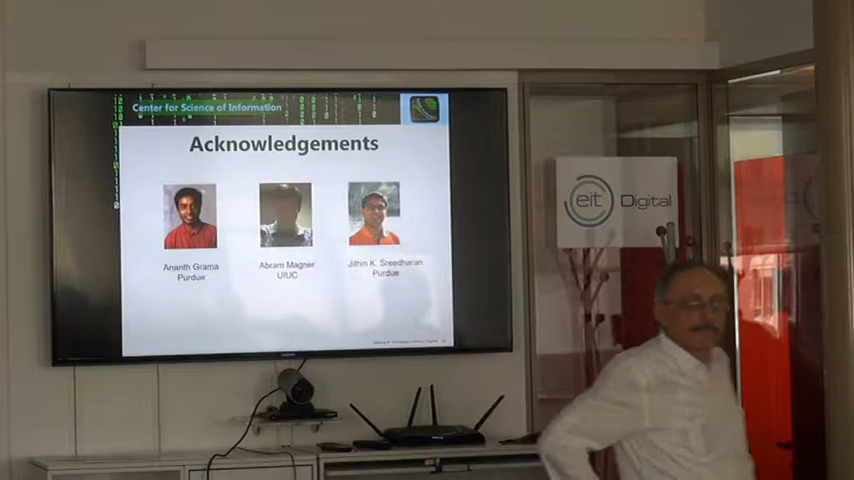 Center for Science of Information
Acknowledgements
Ananth Grama
Purdue
Abram Magner
UIUC
Jithin K. Sreedharan
Purdue
eit Digital